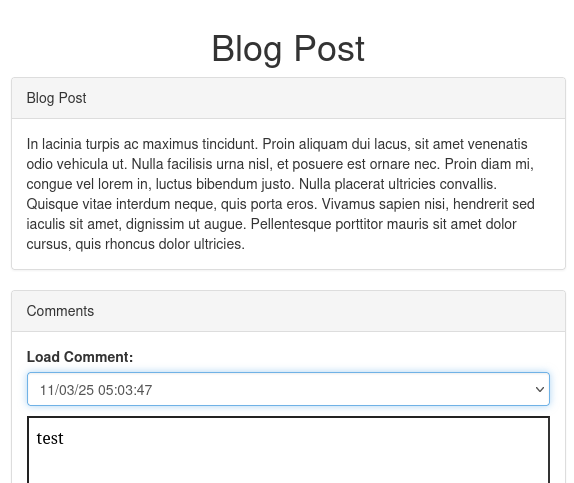 Blog Post
Blog Post
In lacinia turpis ac maximus tincidunt. Proin aliquam dui lacus, sit amet venenatis
odio vehicula ut. Nulla facilisis urna nisl, et posuere est ornare nec. Proin diam mi,
congue vel lorem in, luctus bibendum justo. Nulla placerat ultricies convallis.
Quisque vitae interdum neque, quis porta eros. Vivamus sapien nisi, hendrerit sed
iaculis sit amet, dignissim ut augue. Pellentesque porttitor mauris sit amet dolor
cursus, quis rhoncus dolor ultricies.
Comments
Load Comment:
11/03/25 05:03:47
test